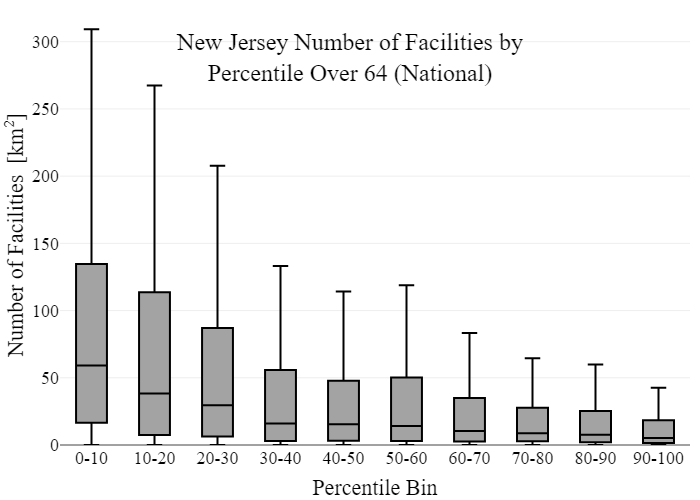 New Jersey Number of Facilities by
Percentile Over 64 (National)
Number of Facilities [km²]
300
250
200
150
100
50
0
0-10 10-20 20-30 30-40 40-50 50-60 60-70 70-80 80-90 90-100
Percentile Bin